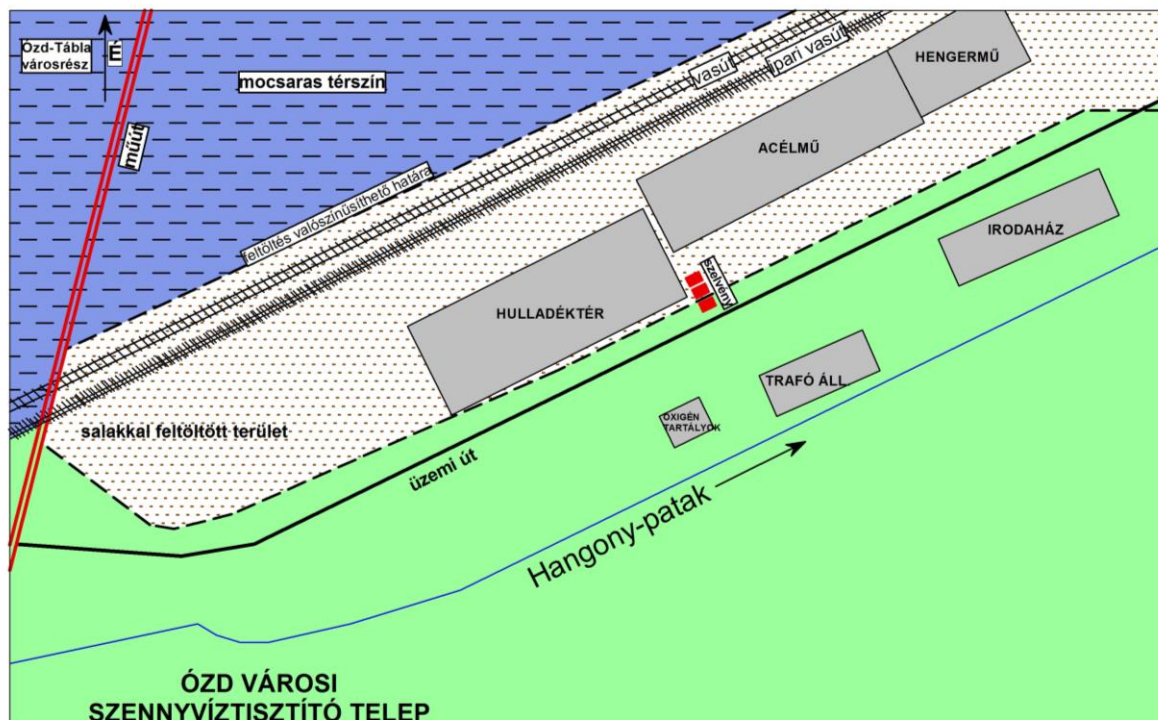 Ózd-Tábla
városrész
É
mocsaras térszín
műút
vasút
ipari vasút
HENGERMŰ
ACÉLMŰ
feltöltés valószínűsíthető határa
IRODAHÁZ
szelvény
HULLADÉKTÉR
TRAFÓ ÁLL.
OXIGÉN
TARTÁLYOK
salakkal feltöltött terület
üzemi út
Hangony-patak
ÓZD VÁROSI
SZENNYVÍZTISZTÍTÓ TELEP